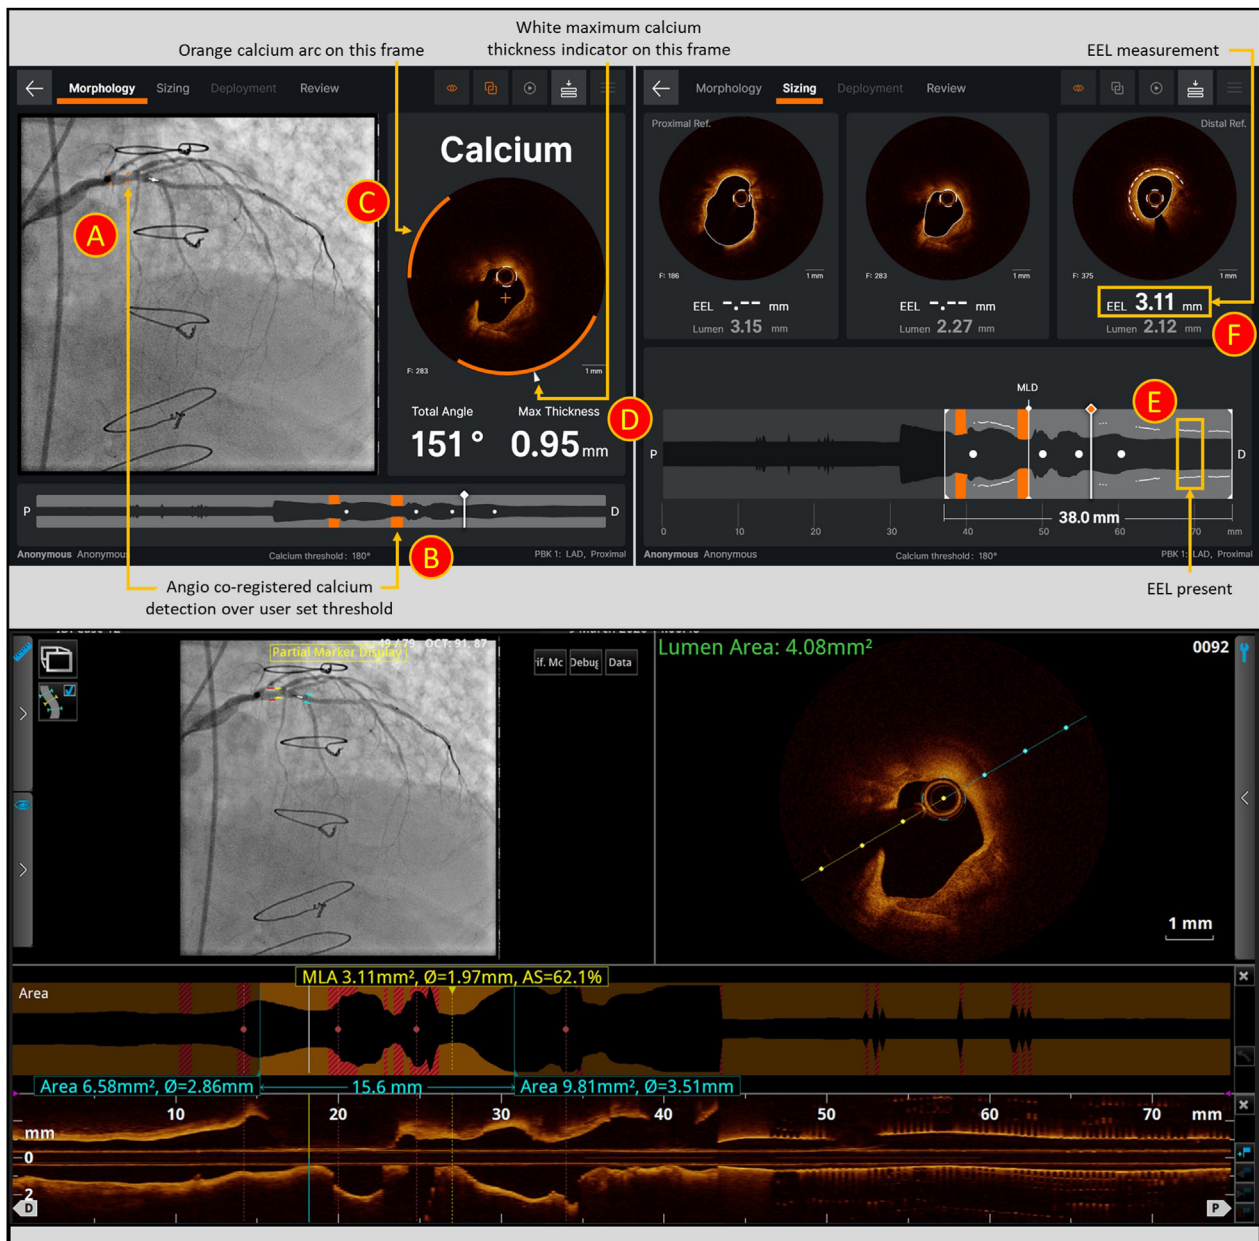 Orange calcium arc on this frame
White maximum calcium
thickness indicator on this frame
EEL measurement
Morphology Sizing Deployment Review
Calcium
A
C
F: 283
1 mm
D
Total Angle Max Thickness
151° 0.95 mm
P D
Anonymous Anonymous
Calcium threshold: 180°
PBK 1: LAD, Proximal
B
Angio co-registered calcium
detection over user set threshold
Morphology Sizing Deployment Review
Proximal Ref.
F: 186
1 mm
EEL -.-- mm
Lumen 3.15 mm
F: 283
1 mm
EEL -.-- mm
Lumen 2.27 mm
Distal Ref.
F: 375
1 mm
EEL 3.11 mm
Lumen 2.12 mm
F
E
MLD
P D
38.0 mm
0 10 20 30 40 50 60 70 mm
Anonymous Anonymous
Calcium threshold: 180°
PBK 1: LAD, Proximal
EEL present
49 / 79 OCT: 91, 87
Partial Marker Display
Debug
Data
Lumen Area: 4.08mm²
0092
1 mm
MLA 3.11mm², Ø=1.97mm, AS=62.1%
Area
Area 6.58mm², Ø=2.86mm
15.6 mm
Area 9.81mm², Ø=3.51mm
10 20 30 40 50 60 70 mm
mm
0
2
D P